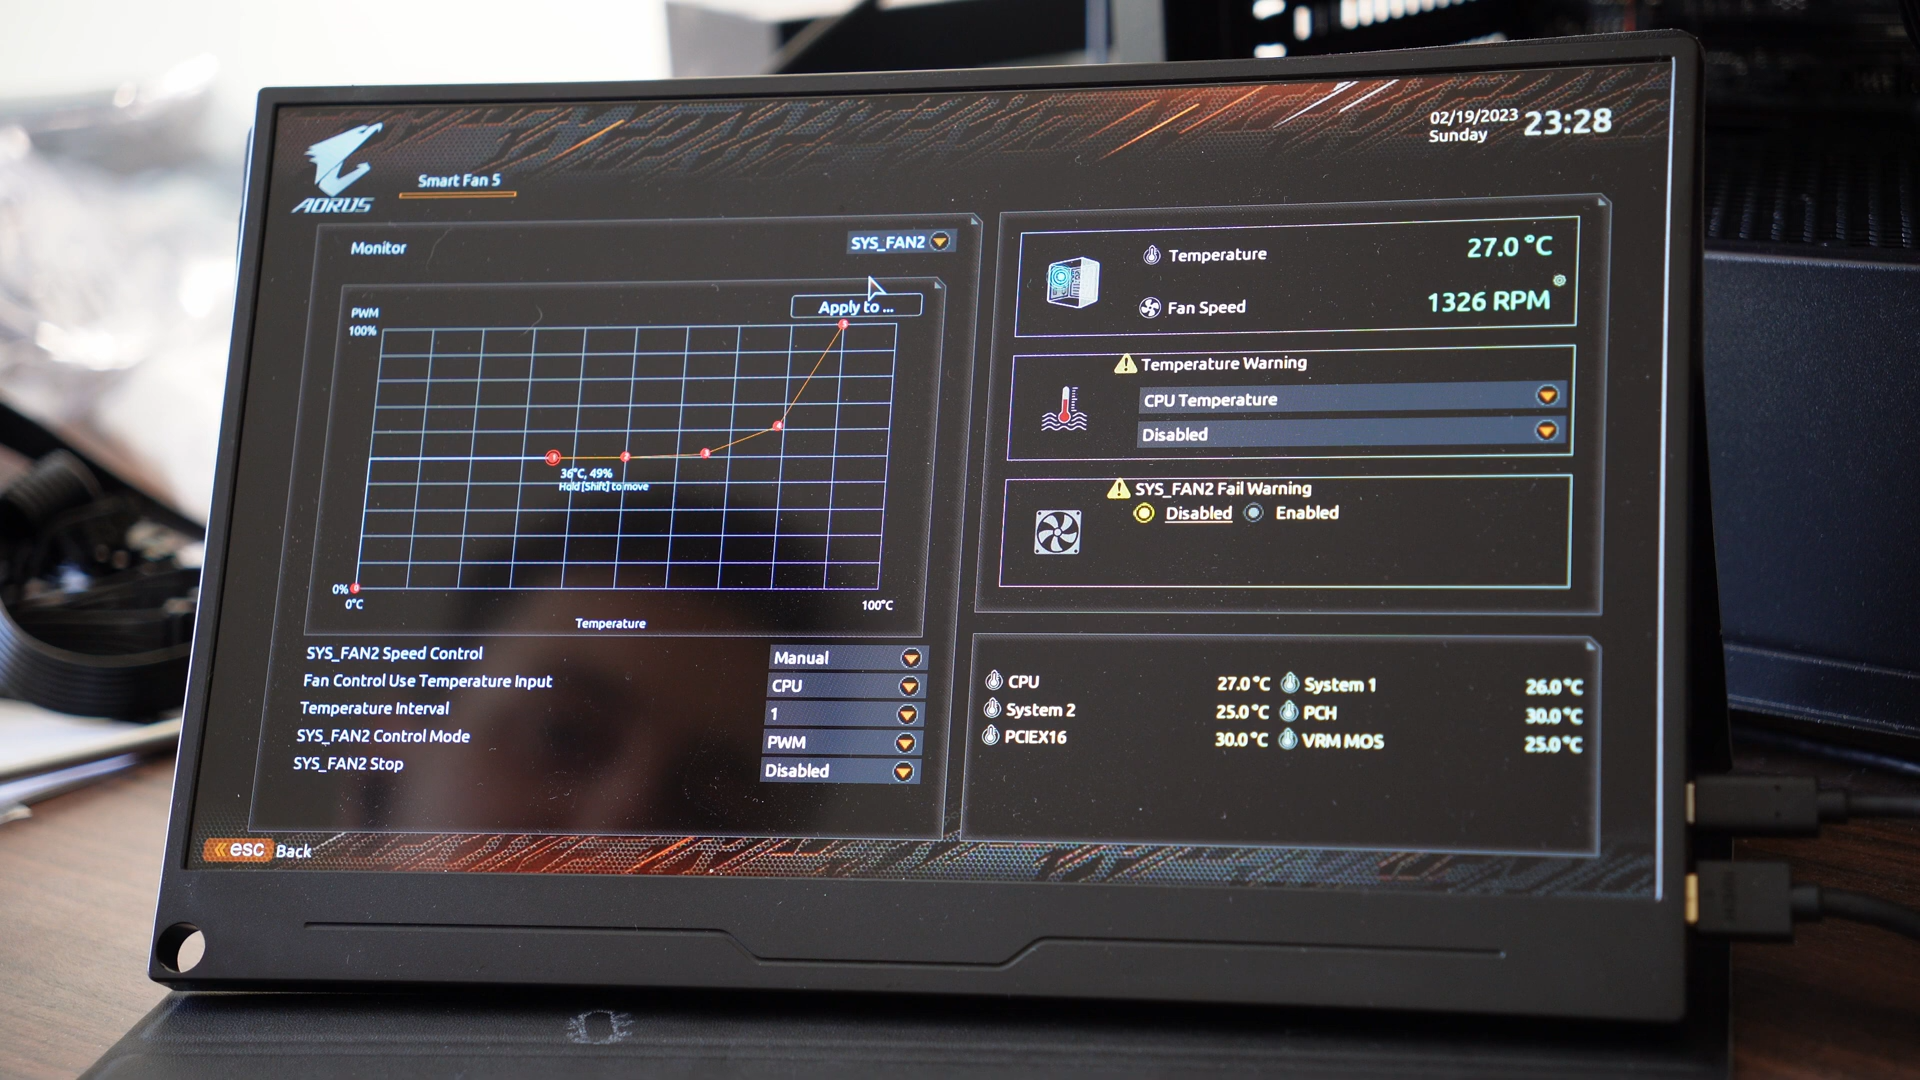 02/19/2023
Sunday
23:28
AORUS
Smart Fan 5
Monitor
SYS_FAN2
Apply to ...
PWM
100%
36°C, 49%
Hold [Shift] to move
0%
0°C
100°C
Temperature
SYS_FAN2 Speed Control
Manual
Fan Control Use Temperature Input
CPU
Temperature Interval
1
SYS_FAN2 Control Mode
PWM
SYS_FAN2 Stop
Disabled
Temperature
27.0 °C
Fan Speed
1326 RPM
Temperature Warning
CPU Temperature
Disabled
SYS_FAN2 Fail Warning
Disabled
Enabled
CPU 27.0 °C System 1 26.0 °C
System 2 25.0 °C PCH 30.0 °C
PCIEX16 30.0 °C VRM MOS 25.0 °C
esc Back